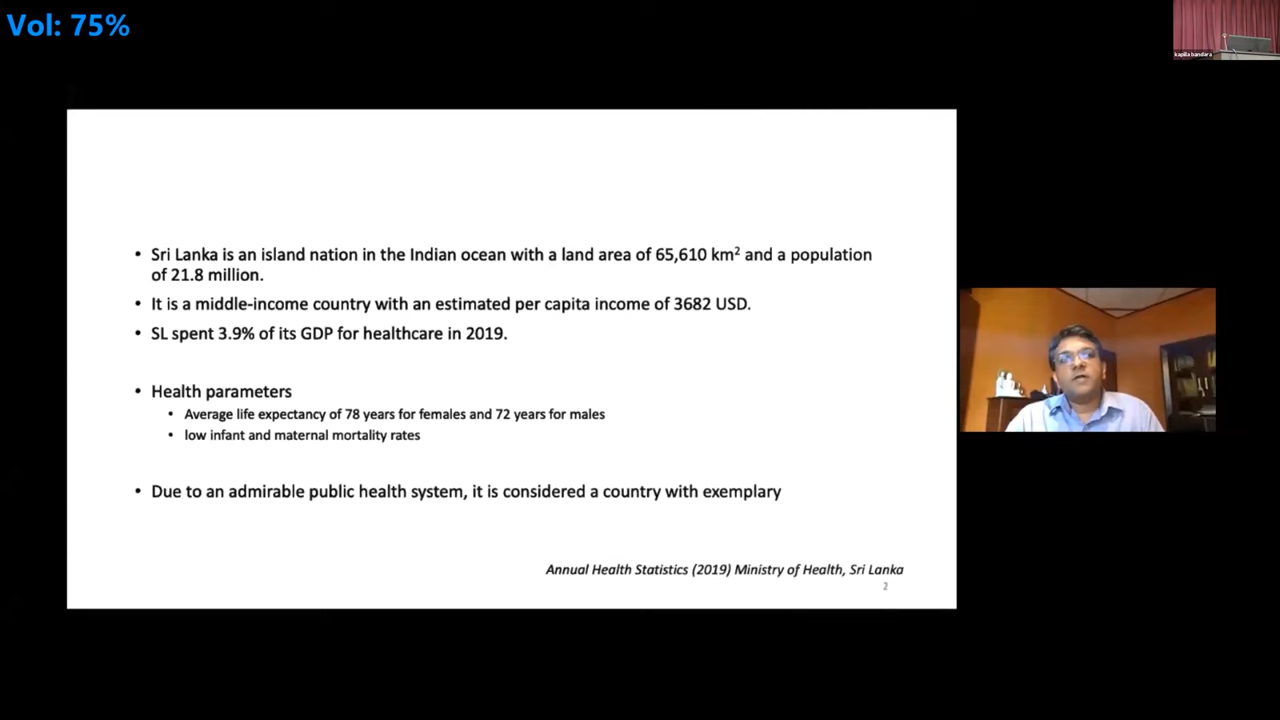 Vol: 75%
kapila bandara
• Sri Lanka is an island nation in the Indian ocean with a land area of 65,610 km² and a population
of 21.8 million.
• It is a middle-income country with an estimated per capita income of 3682 USD.
• SL spent 3.9% of its GDP for healthcare in 2019.
• Health parameters
• Average life expectancy of 78 years for females and 72 years for males
• low infant and maternal mortality rates
• Due to an admirable public health system, it is considered a country with exemplary
Annual Health Statistics (2019) Ministry of Health, Sri Lanka
2